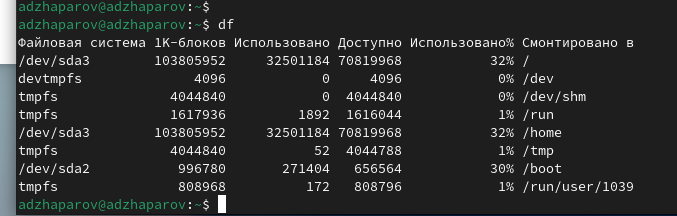 adzhaparov@adzhaparov:~$
adzhaparov@adzhaparov:~$ df
Файловая система 1K-блоков Использовано Доступно Использовано% Смонтировано в
/dev/sda3 103805952 32501184 70819968 32% /
devtmpfs 4096 0 4096 0% /dev
tmpfs 4044840 0 4044840 0% /dev/shm
tmpfs 1617936 1892 1616044 1% /run
/dev/sda3 103805952 32501184 70819968 32% /home
tmpfs 4044840 52 4044788 1% /tmp
/dev/sda2 996780 271404 656564 30% /boot
tmpfs 808968 172 808796 1% /run/user/1039
adzhaparov@adzhaparov:~$